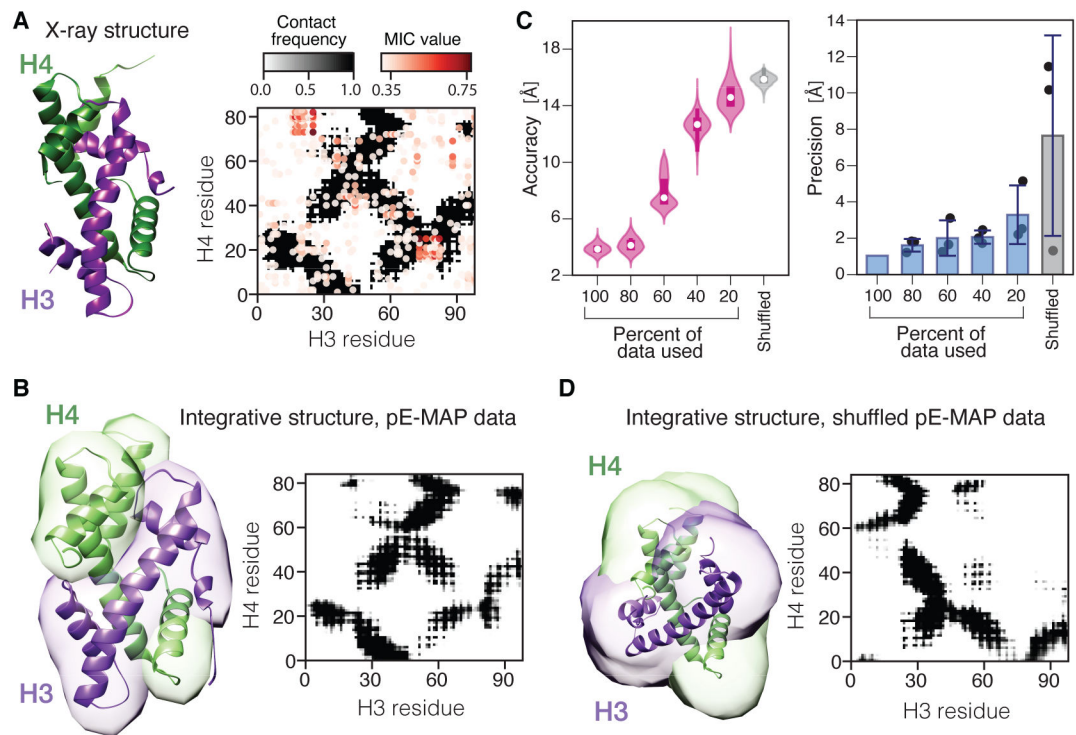 A
X-ray structure
H4
H3
Contact
frequency
0.0 0.5 1.0
MIC value
0.35 0.75
H4 residue
80
60
40
20
0
0 30 60 90
H3 residue
C
Accuracy [Å]
18
14
10
6
2
100 80 60 40 20 Shuffled
Percent of
data used
Precision [Å]
14
12
10
8
6
4
2
0
100 80 60 40 20 Shuffled
Percent of
data used
B
Integrative structure, pE-MAP data
H4
H3
H4 residue
80
60
40
20
0
0 30 60 90
H3 residue
D
Integrative structure, shuffled pE-MAP data
H4
H3
H4 residue
80
60
40
20
0
0 30 60 90
H3 residue